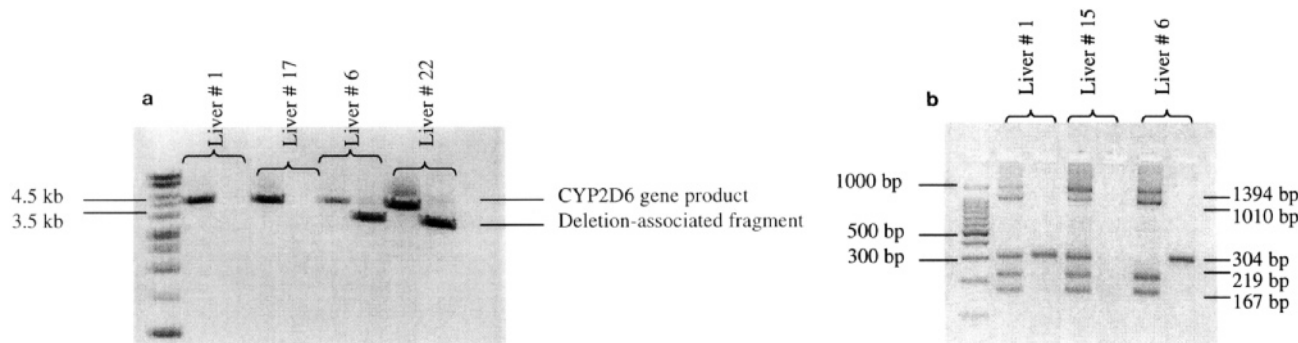 a
Liver # 1
Liver # 17
Liver # 6
Liver # 22
4.5 kb
3.5 kb
CYP2D6 gene product
Deletion-associated fragment
b
Liver # 1
Liver # 15
Liver # 6
1000 bp
500 bp
300 bp
1394 bp
1010 bp
304 bp
219 bp
167 bp